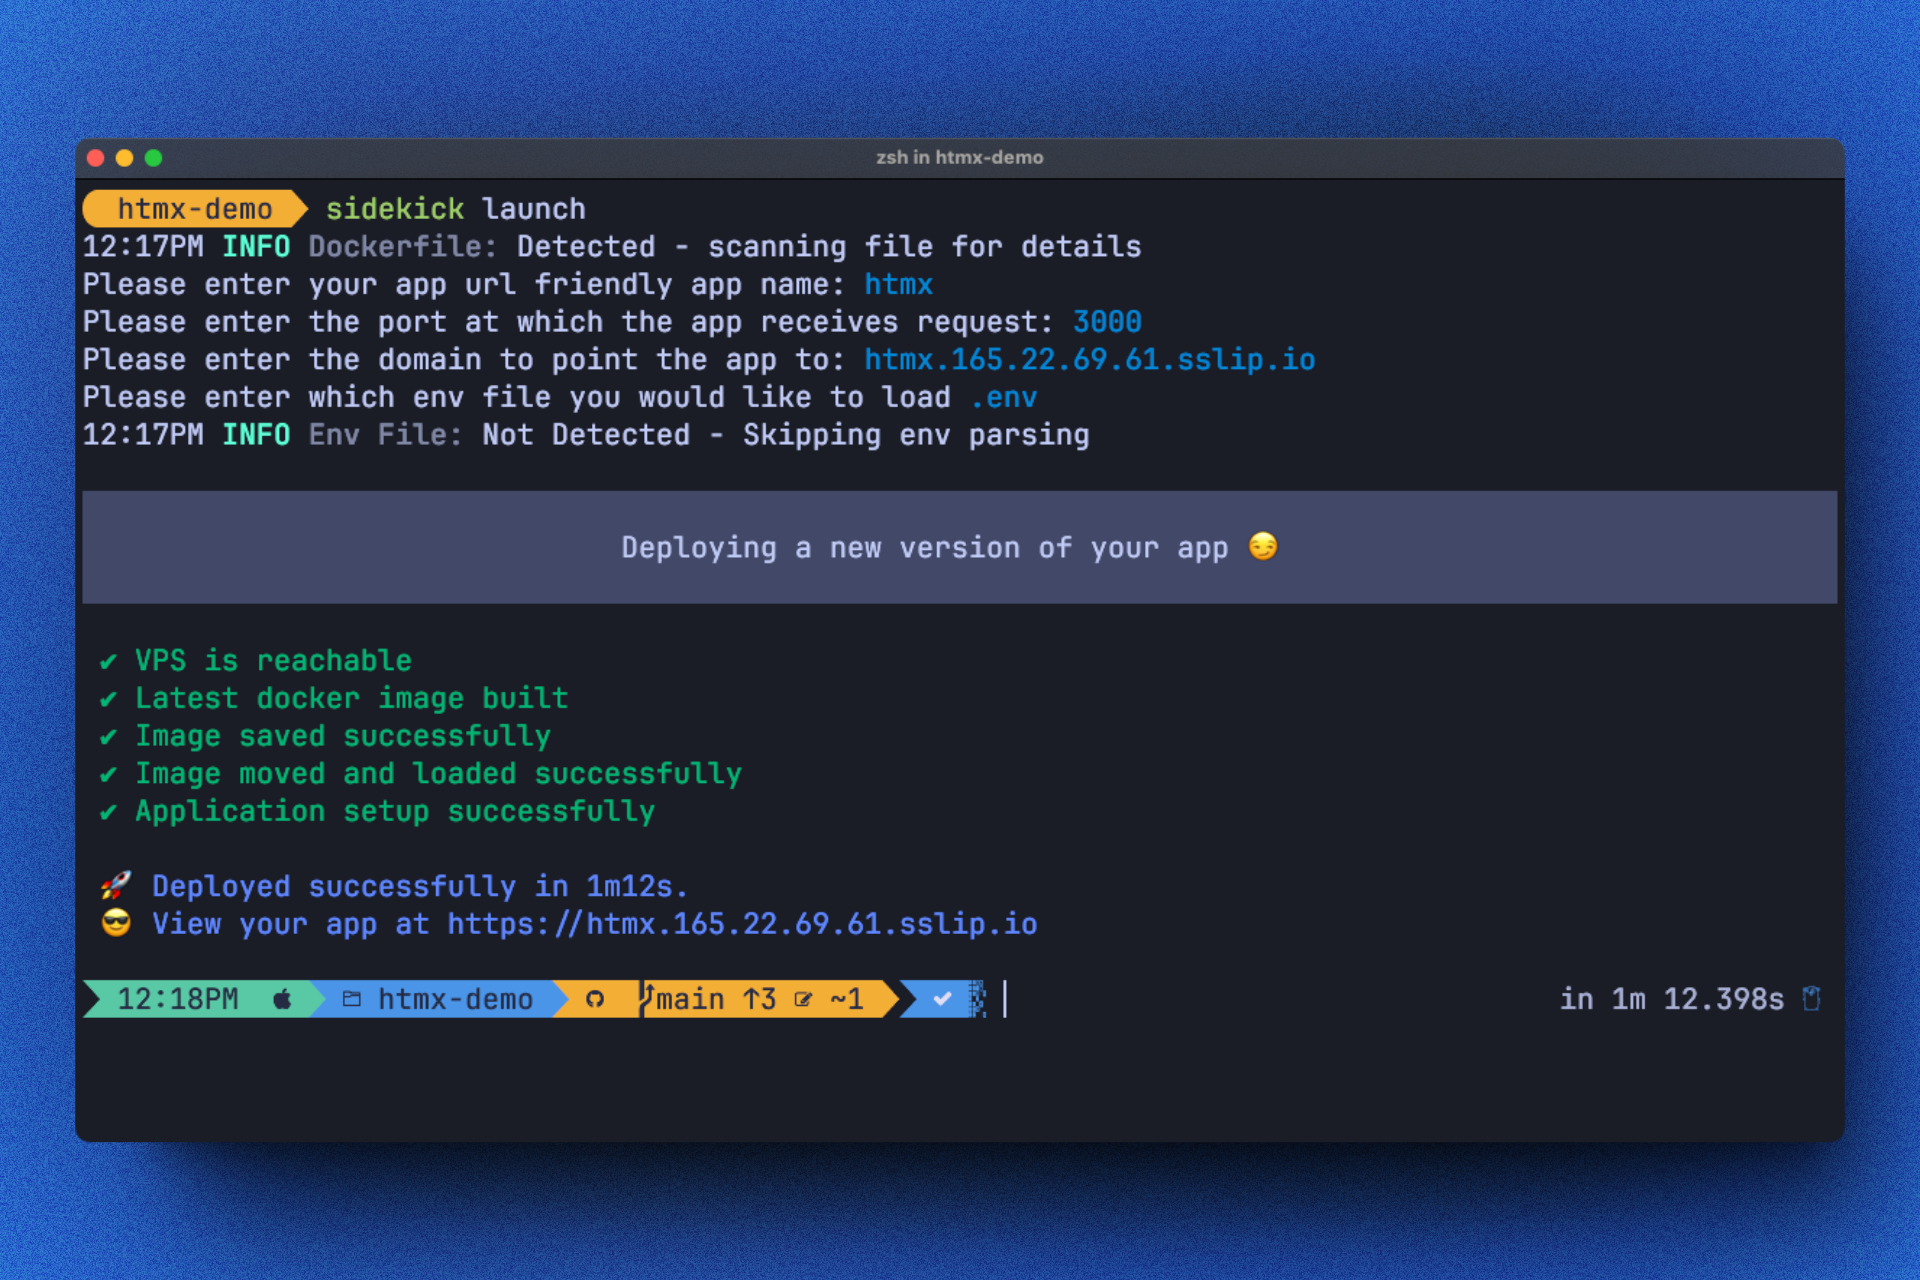 zsh in htmx-demo
htmx-demo sidekick launch
12:17PM INFO Dockerfile: Detected - scanning file for details
Please enter your app url friendly app name: htmx
Please enter the port at which the app receives request: 3000
Please enter the domain to point the app to: htmx.165.22.69.61.sslip.io
Please enter which env file you would like to load .env
12:17PM INFO Env File: Not Detected - Skipping env parsing
Deploying a new version of your app 😏
✔ VPS is reachable
✔ Latest docker image built
✔ Image saved successfully
✔ Image moved and loaded successfully
✔ Application setup successfully
🚀 Deployed successfully in 1m12s.
😎 View your app at https://htmx.165.22.69.61.sslip.io
12:18PM htmx-demo main ↑3 ~1 ✔ in 1m 12.398s